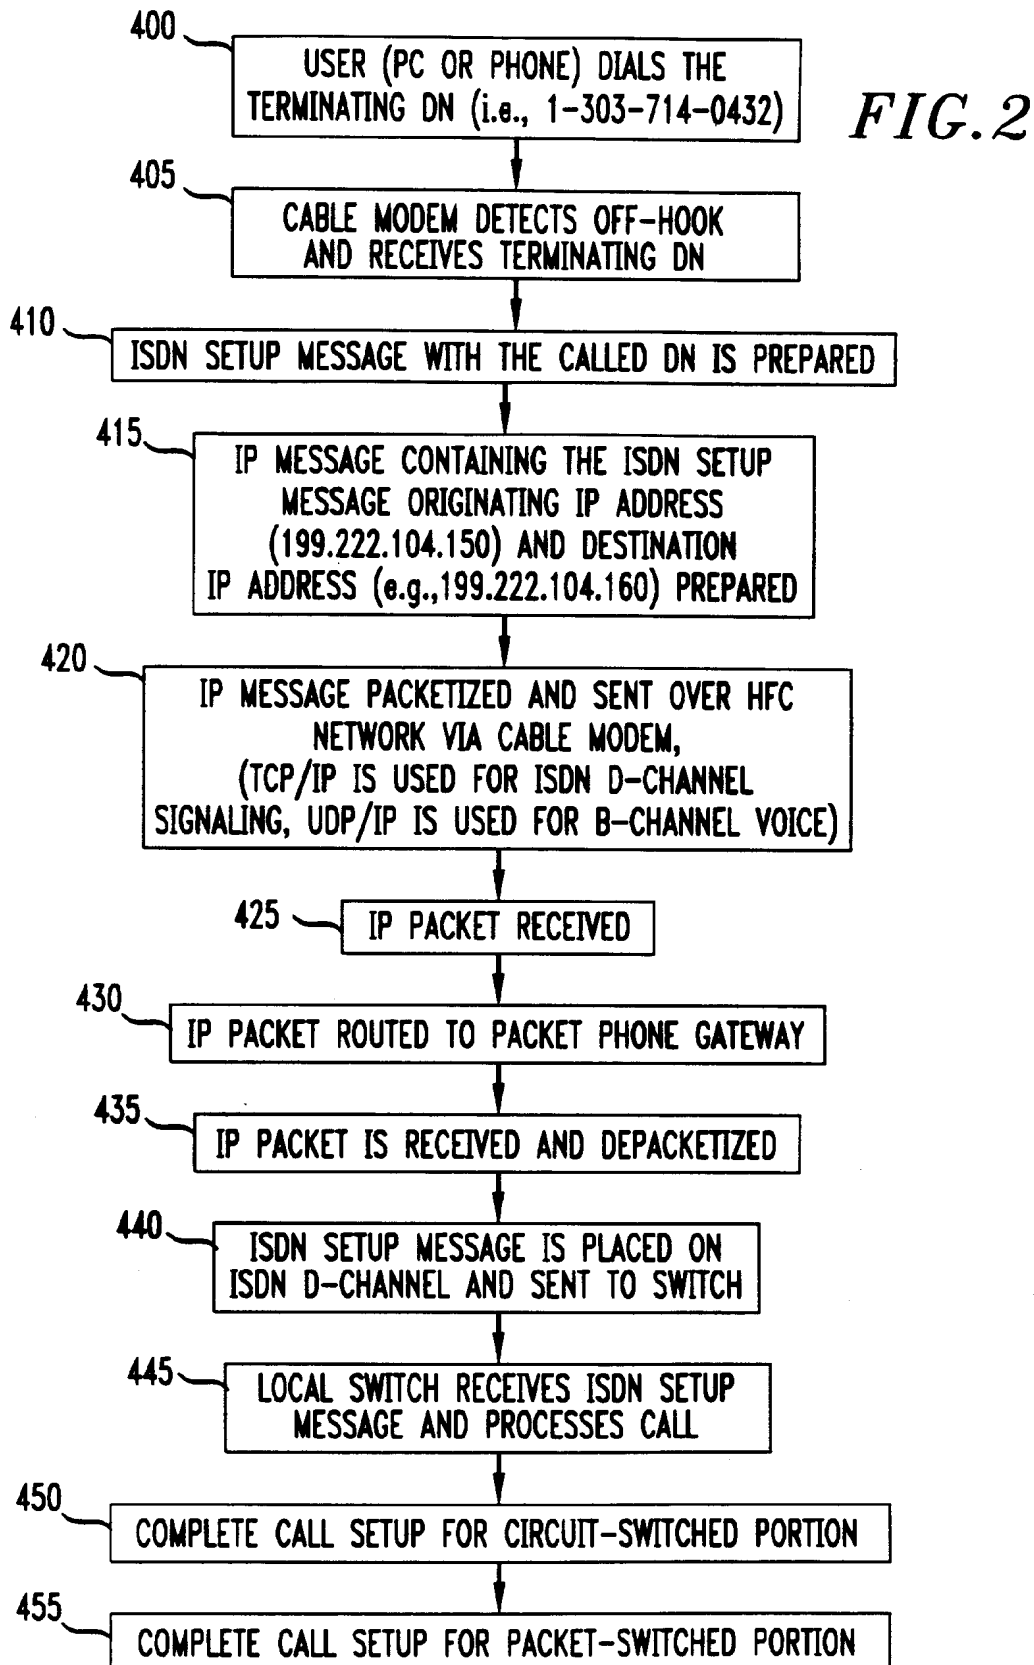 400
USER (PC OR PHONE) DIALS THE
TERMINATING DN (i.e., 1-303-714-0432)
FIG.2
405
CABLE MODEM DETECTS OFF-HOOK
AND RECEIVES TERMINATING DN
410
ISDN SETUP MESSAGE WITH THE CALLED DN IS PREPARED
415
IP MESSAGE CONTAINING THE ISDN SETUP
MESSAGE ORIGINATING IP ADDRESS
(199.222.104.150) AND DESTINATION
IP ADDRESS (e.g.,199.222.104.160) PREPARED
420
IP MESSAGE PACKETIZED AND SENT OVER HFC
NETWORK VIA CABLE MODEM,
(TCP/IP IS USED FOR ISDN D-CHANNEL
SIGNALING, UDP/IP IS USED FOR B-CHANNEL VOICE)
425
IP PACKET RECEIVED
430
IP PACKET ROUTED TO PACKET PHONE GATEWAY
435
IP PACKET IS RECEIVED AND DEPACKETIZED
440
ISDN SETUP MESSAGE IS PLACED ON
ISDN D-CHANNEL AND SENT TO SWITCH
445
LOCAL SWITCH RECEIVES ISDN SETUP
MESSAGE AND PROCESSES CALL
450
COMPLETE CALL SETUP FOR CIRCUIT-SWITCHED PORTION
455
COMPLETE CALL SETUP FOR PACKET-SWITCHED PORTION